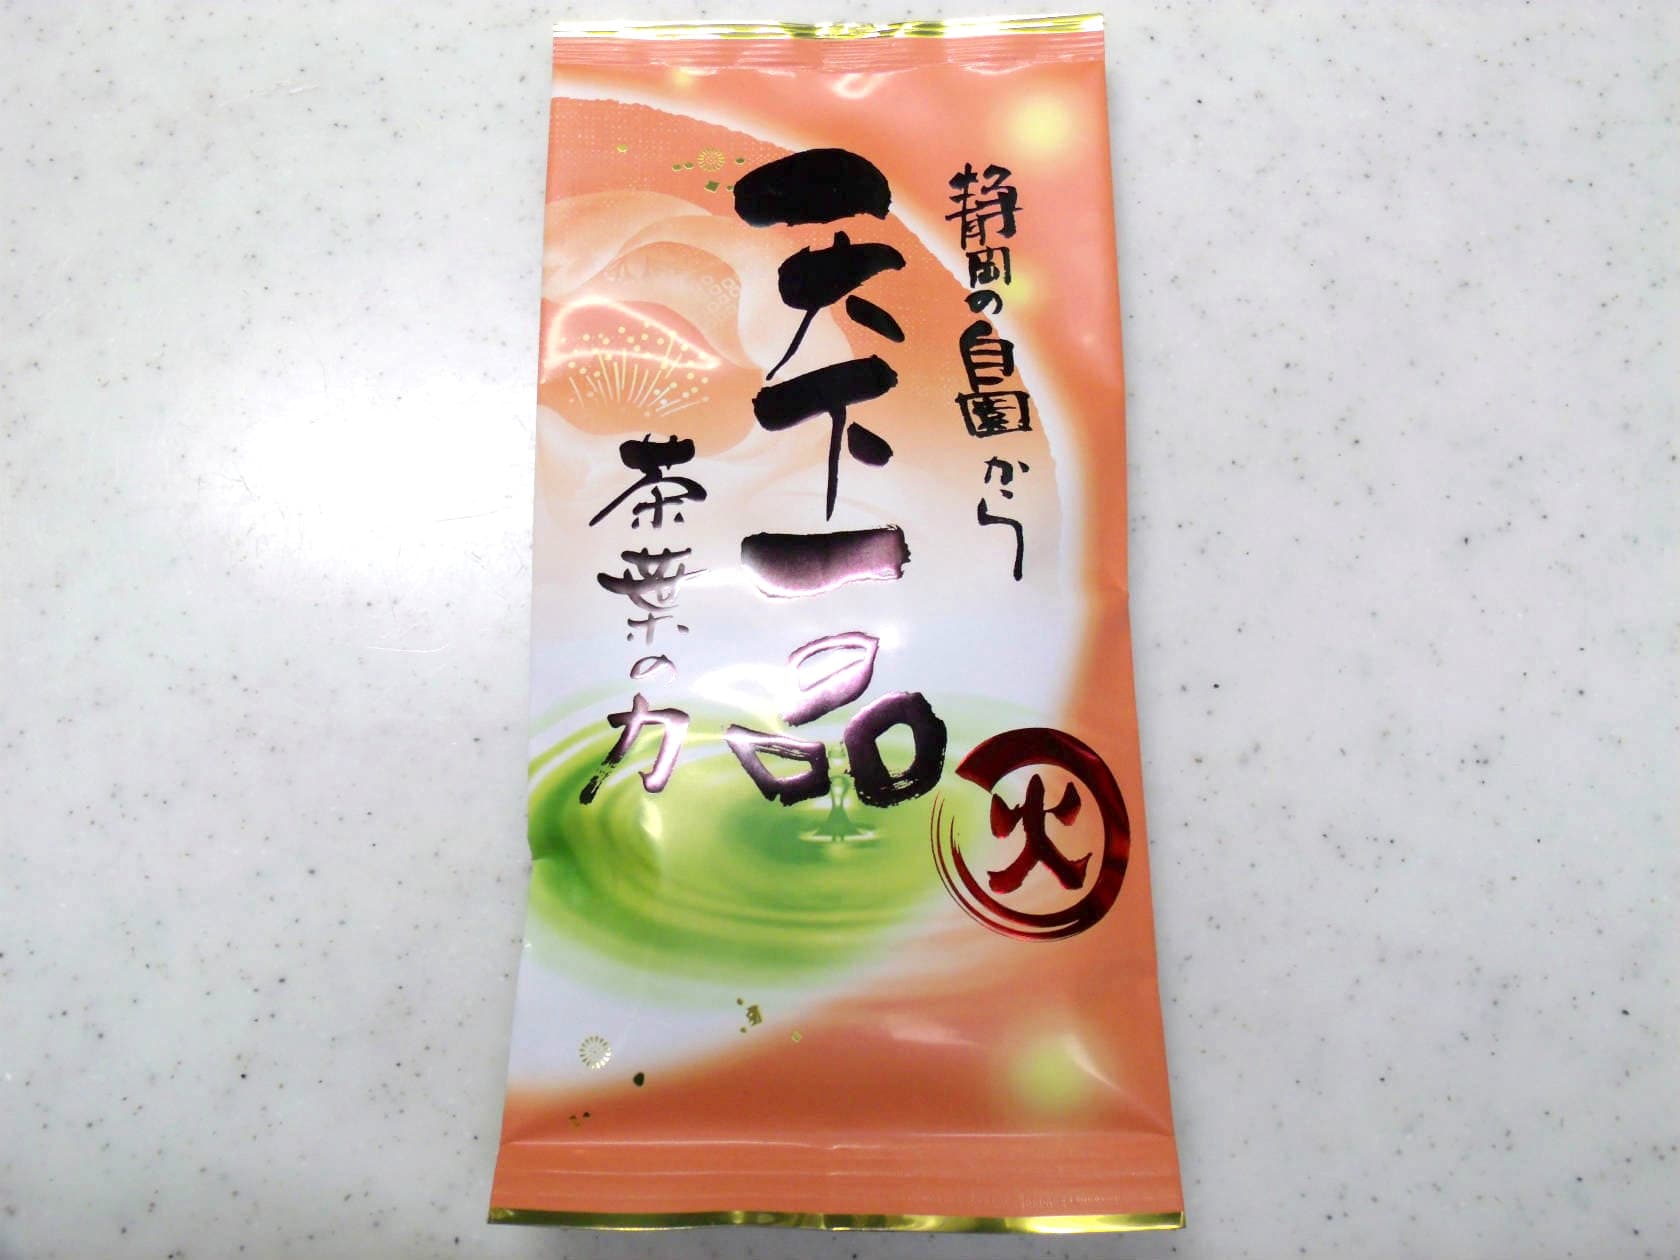 静岡の自園から
天下一品
茶葉の力
火